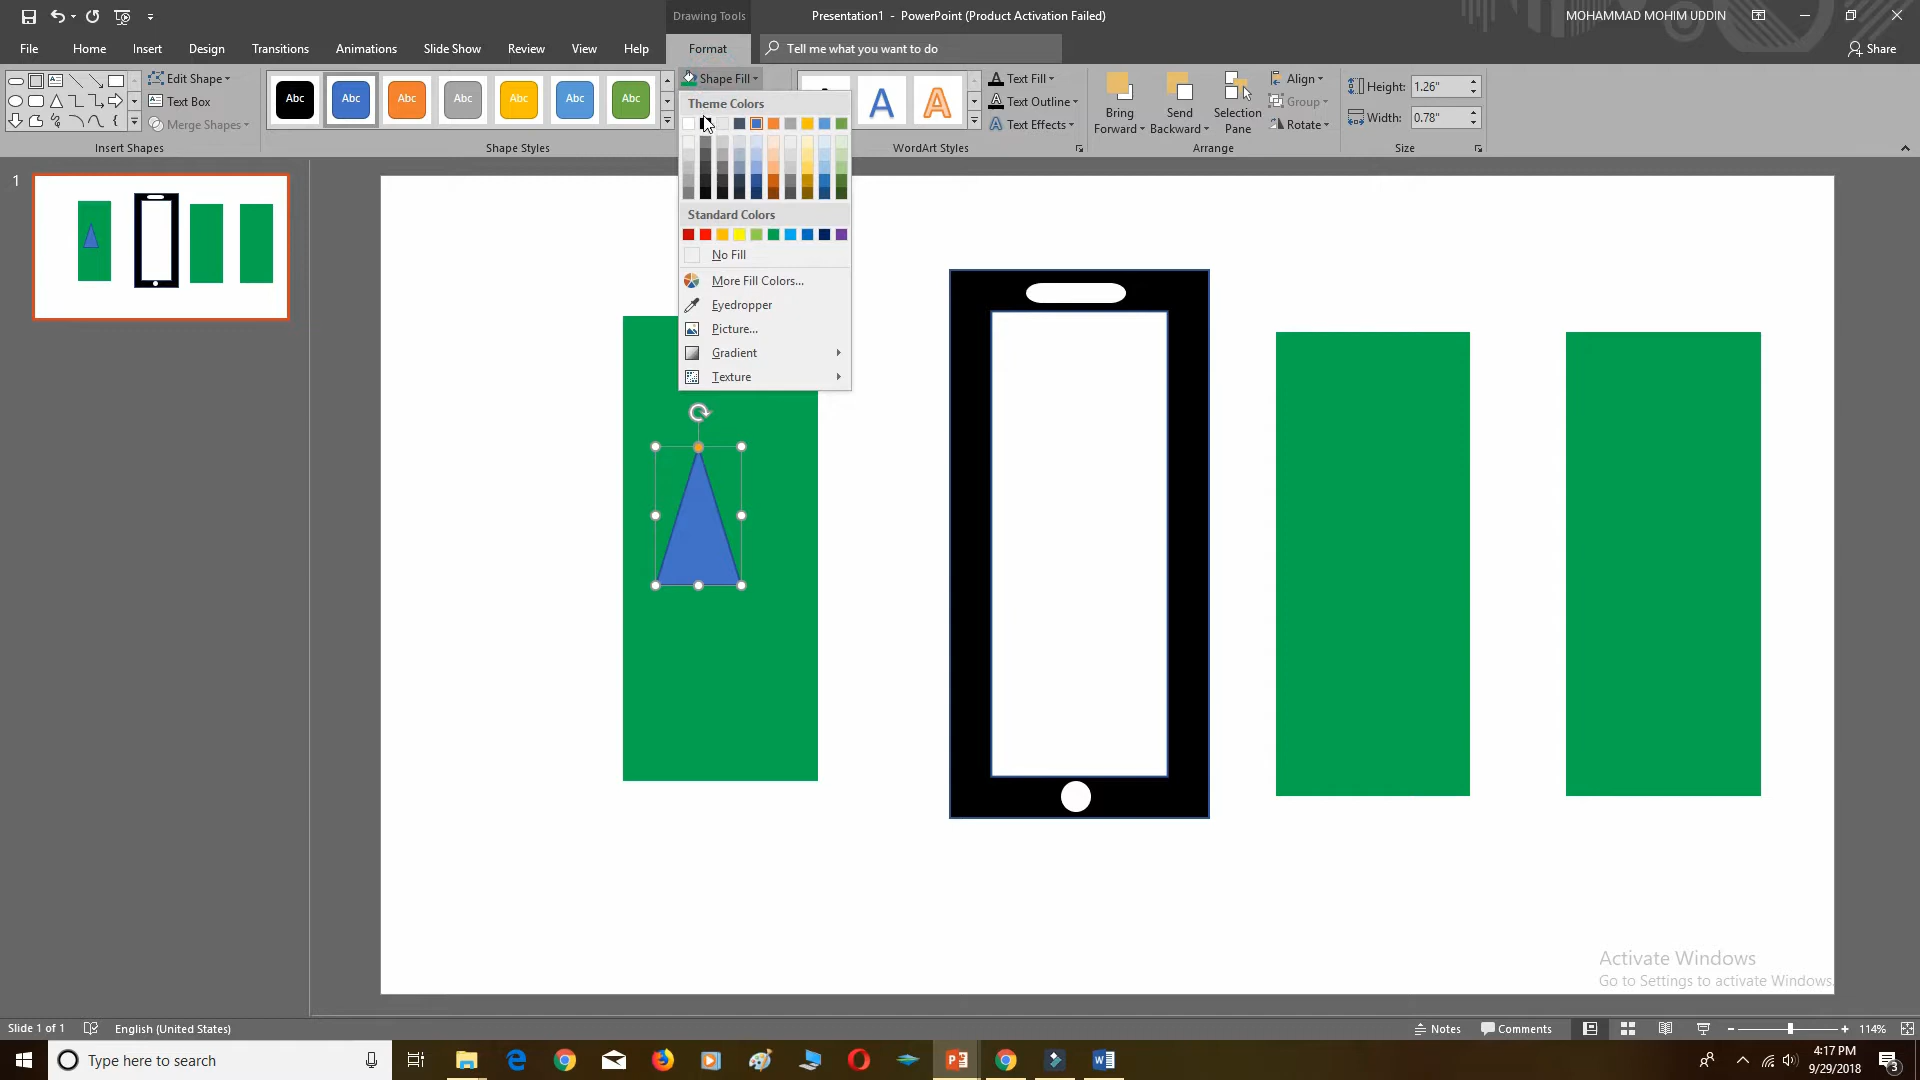 Drawing Tools
Presentation1 - PowerPoint (Product Activation Failed)
MOHAMMAD MOHIM UDDIN
File Home Insert Design Transitions Animations Slide Show Review View Help Format Tell me what you want to do Share
Edit Shape
Text Box
Merge Shapes
Insert Shapes
Abc Abc Abc Abc Abc Abc Abc
Shape Styles
Shape Fill
A A
Text Fill
Text Outline
Text Effects
WordArt Styles
Bring Forward
Send Backward
Selection Pane
Align
Group
Rotate
Arrange
Height: 1.26"
Width: 0.78"
Size
Theme Colors
Standard Colors
No Fill
More Fill Colors...
Eyedropper
Picture...
Gradient
Texture
1
Activate Windows
Go to Settings to activate Windows.
Slide 1 of 1 English (United States) Notes Comments 114%
Type here to search
4:17 PM
9/29/2018
3